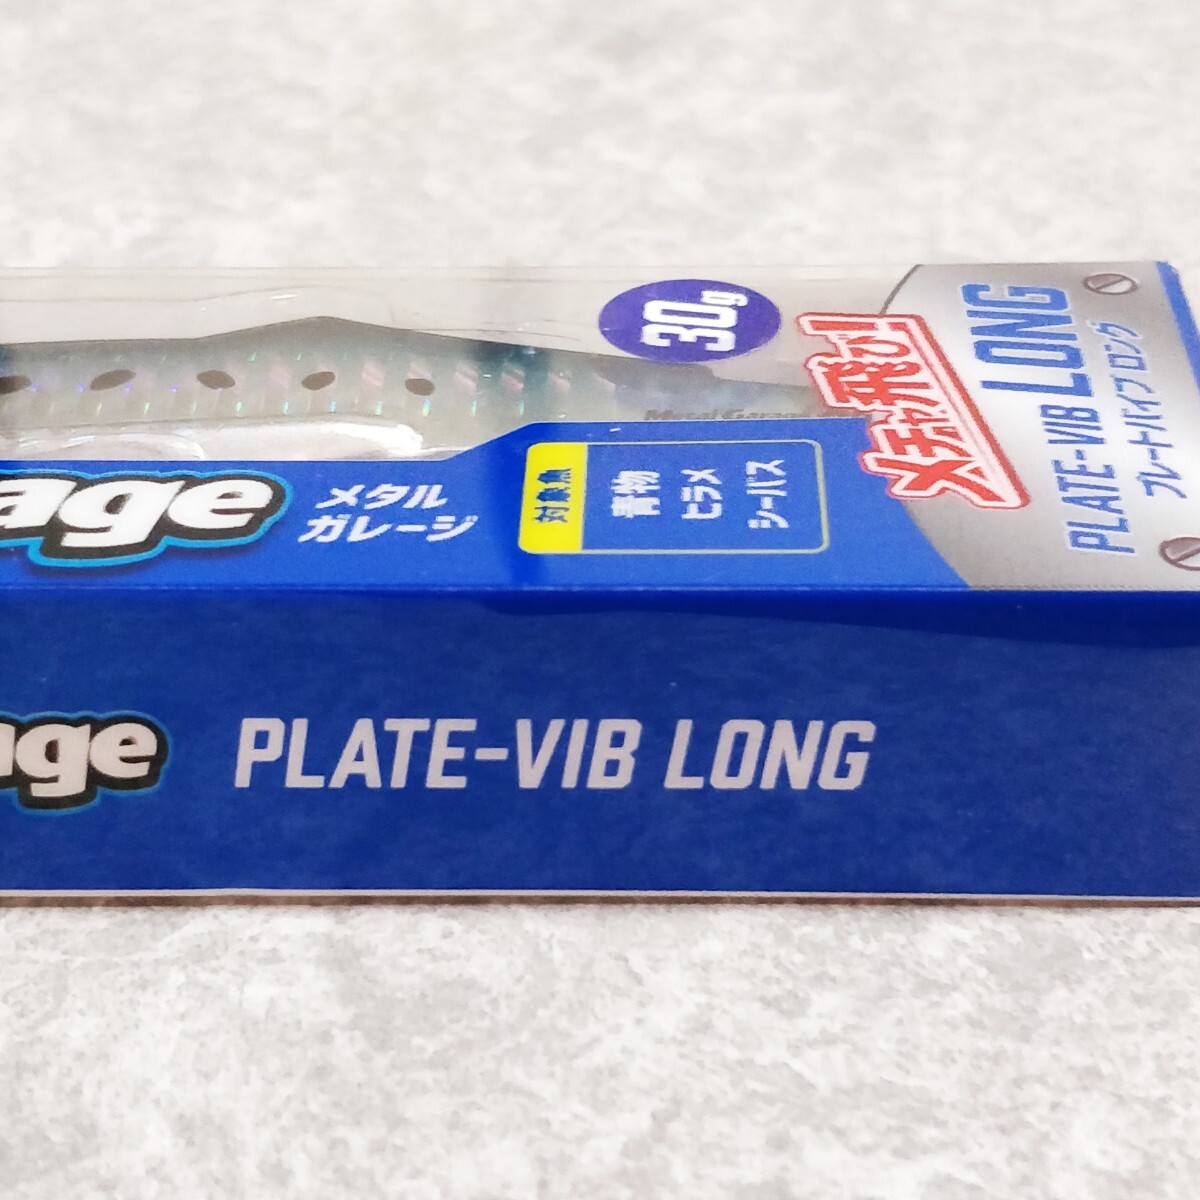 30g
メチャ飛び!
PLATE-VIB LONG
プレートバイブ ロング
Metal Garage
age
メタル
ガレージ
対象魚
青物
ヒラメ
シーバス
age
PLATE-VIB LONG